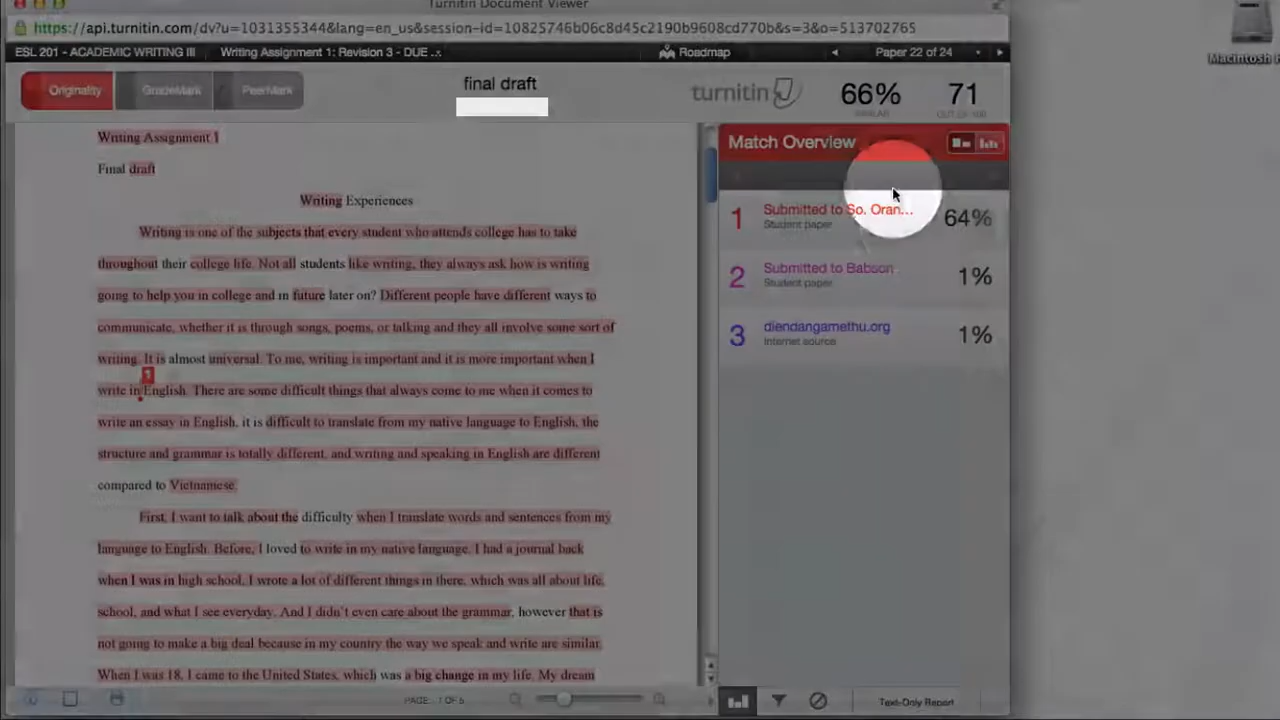 Turnitin Document Viewer
https://api.turnitin.com/dv?u=1031355344&lang=en_us&session-id=10825746b06c8d45c2190b9608cd770b&s=3&o=513702765
ESL 201 - ACADEMIC WRITING III Writing Assignment 1: Revision 3 - DUE ... Roadmap Paper 22 of 24
Originality GradeMark PeerMark
final draft
turnitin
66% 71
SIMILAR OUT OF 100
Match Overview
1 Submitted to So. Oran... 64%
Student paper
2 Submitted to Babson 1%
Student paper
3 diendangamethu.org 1%
Internet source
Writing Assignment 1
Final draft
Writing Experiences
Writing is one of the subjects that every student who attends college has to take
throughout their college life. Not all students like writing, they always ask how is writing
going to help you in college and in future later on? Different people have different ways to
communicate, whether it is through songs, poems, or talking and they all involve some sort of
writing. It is almost universal. To me, writing is important and it is more important when I
1
write in English. There are some difficult things that always come to me when it comes to
write an essay in English, it is difficult to translate from my native language to English, the
structure and grammar is totally different, and writing and speaking in English are different
compared to Vietnamese.
First, I want to talk about the difficulty when I translate words and sentences from my
language to English. Before, I loved to write in my native language. I had a journal back
when I was in high school, I wrote a lot of different things in there, which was all about life,
school, and what I see everyday. And I didn't even care about the grammar, however that is
not going to make a big deal because in my country the way we speak and write are similar.
When I was 18, I came to the United States, which was a big change in my life. My dream
PAGE: 1 OF 5
Text-Only Report